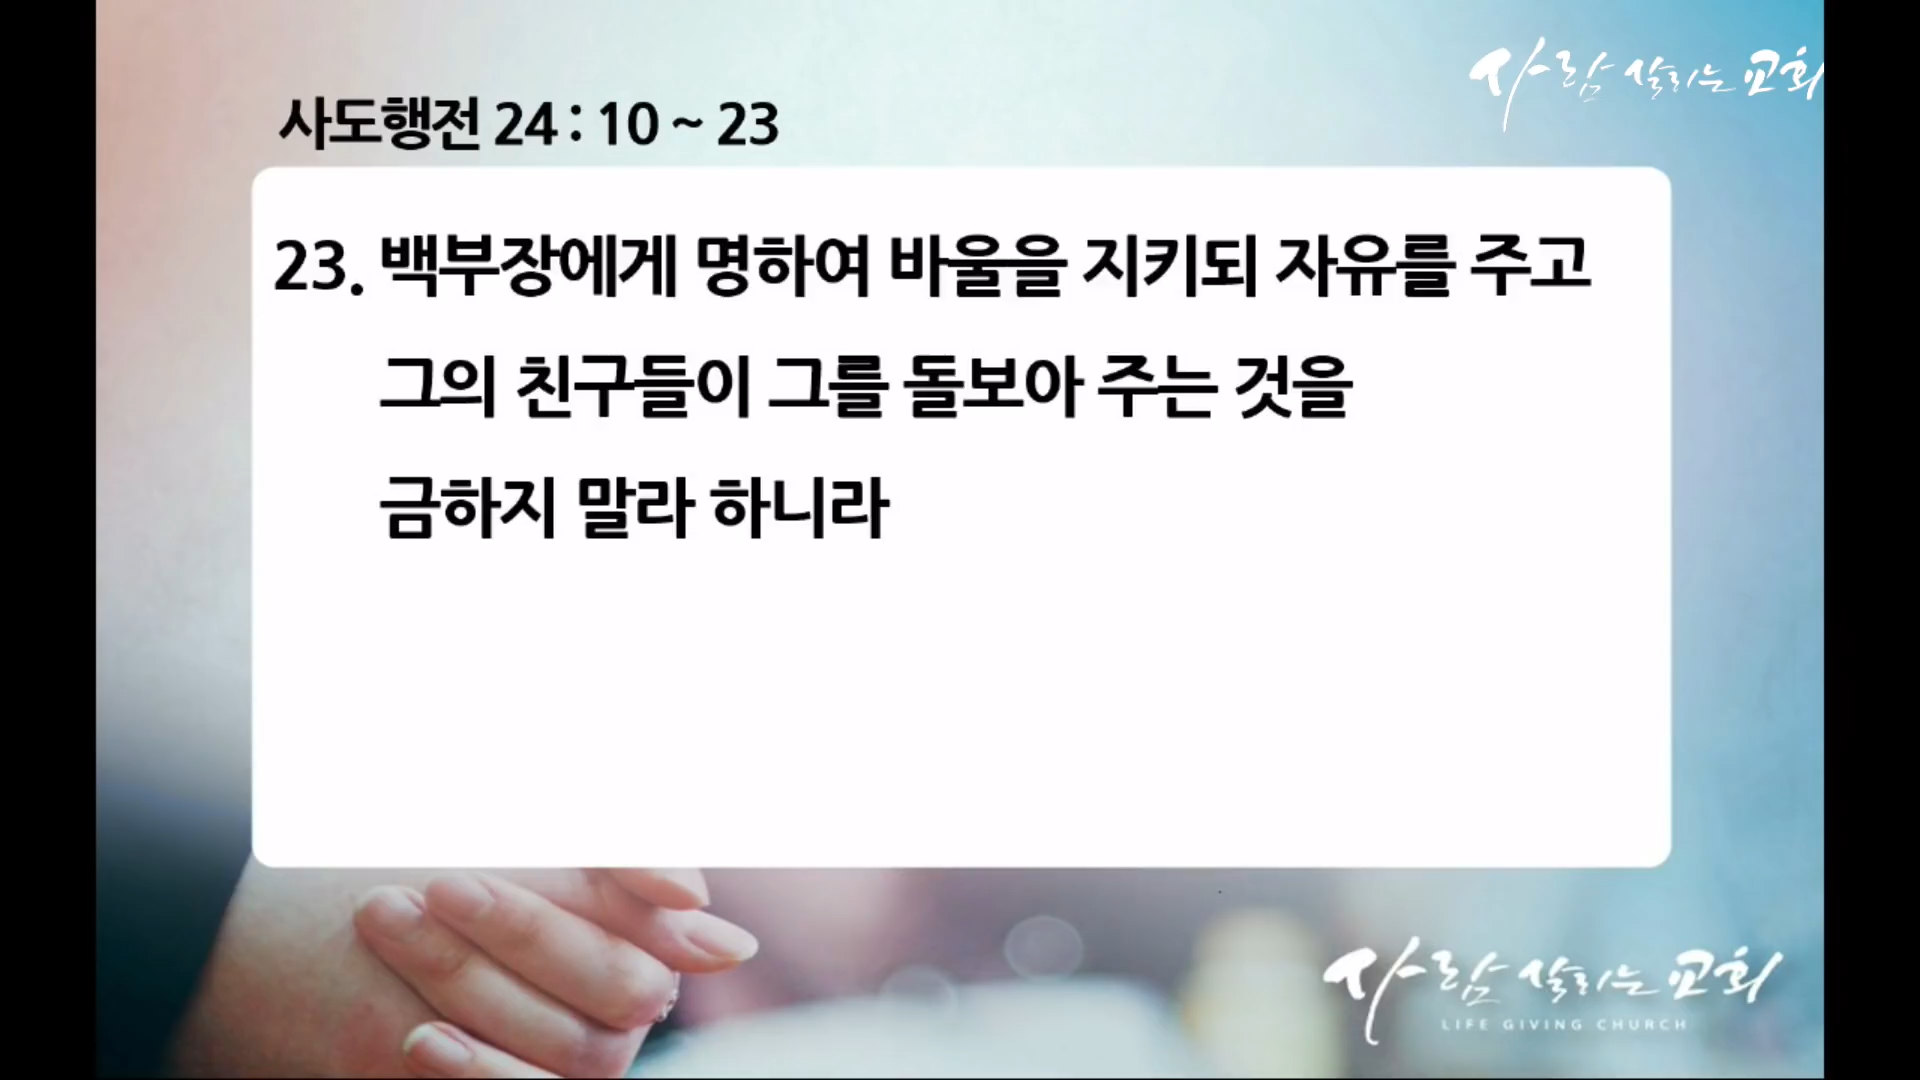 사람 살리는 교회
사도행전 24 : 10 ~ 23
23. 백부장에게 명하여 바울을 지키되 자유를 주고
그의 친구들이 그를 돌보아 주는 것을
금하지 말라 하니라
사람 살리는 교회
LIFE GIVING CHURCH